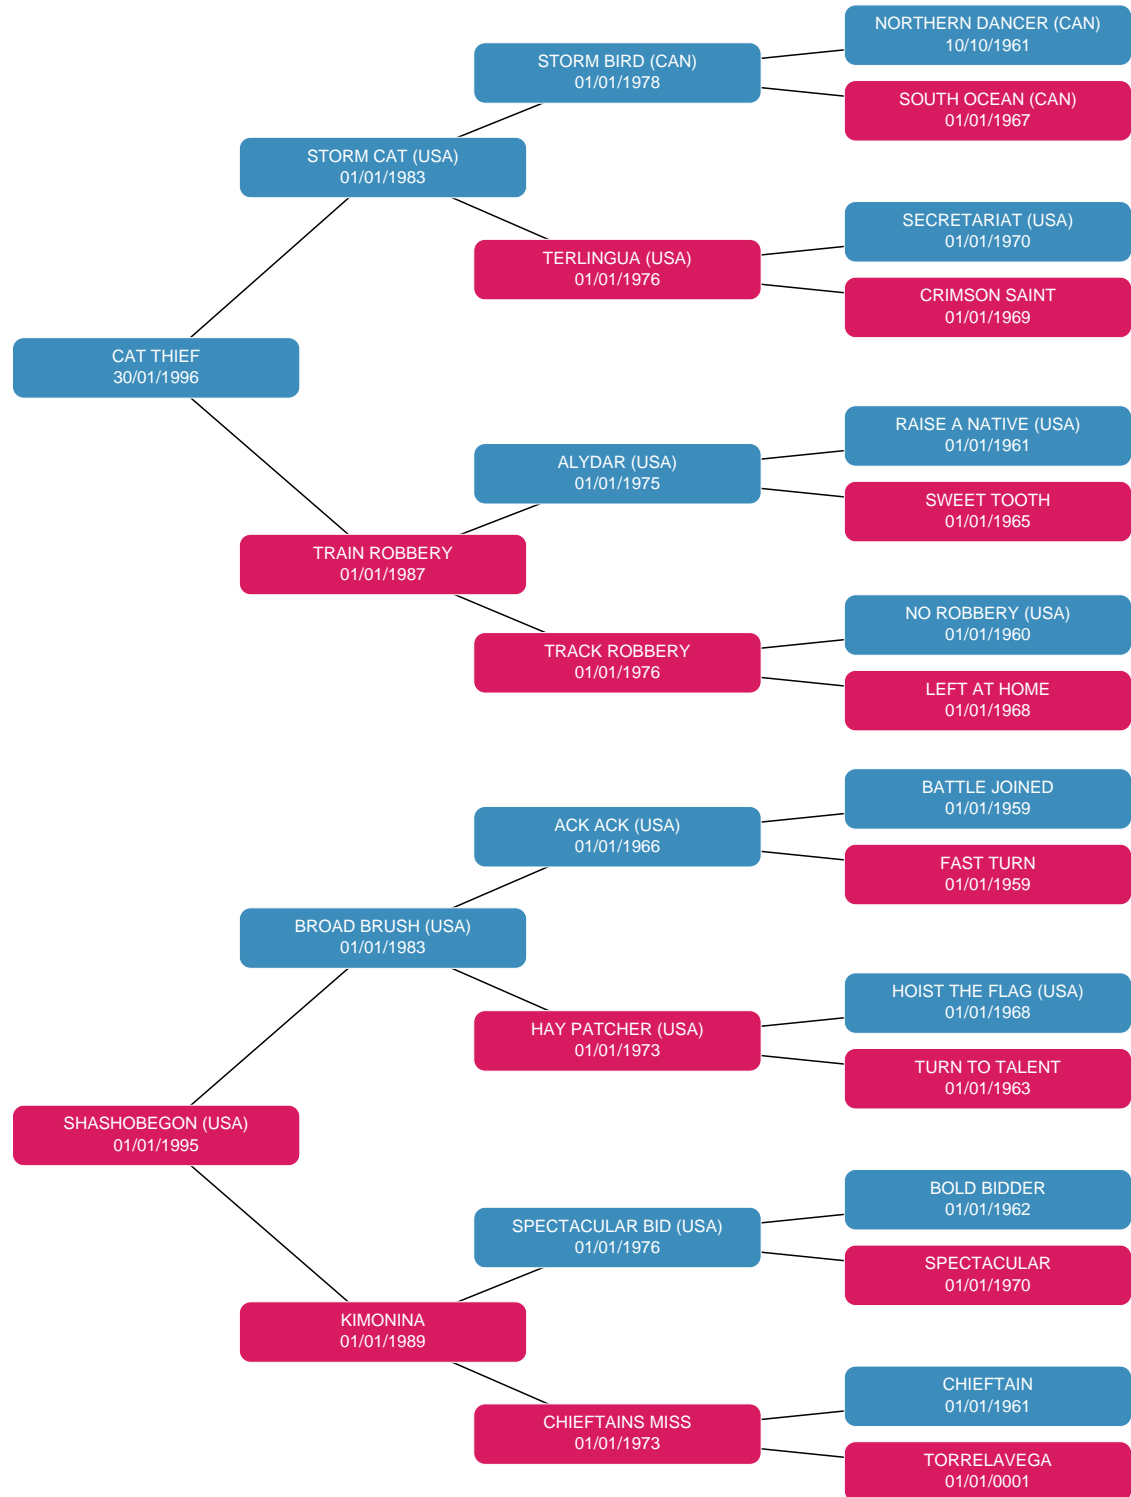 NORTHERN DANCER (CAN)
10/10/1961
STORM BIRD (CAN)
01/01/1978
SOUTH OCEAN (CAN)
01/01/1967
STORM CAT (USA)
01/01/1983
SECRETARIAT (USA)
01/01/1970
TERLINGUA (USA)
01/01/1976
CRIMSON SAINT
01/01/1969
CAT THIEF
30/01/1996
RAISE A NATIVE (USA)
01/01/1961
ALYDAR (USA)
01/01/1975
SWEET TOOTH
01/01/1965
TRAIN ROBBERY
01/01/1987
NO ROBBERY (USA)
01/01/1960
TRACK ROBBERY
01/01/1976
LEFT AT HOME
01/01/1968
BATTLE JOINED
01/01/1959
ACK ACK (USA)
01/01/1966
FAST TURN
01/01/1959
BROAD BRUSH (USA)
01/01/1983
HOIST THE FLAG (USA)
01/01/1968
HAY PATCHER (USA)
01/01/1973
TURN TO TALENT
01/01/1963
SHASHOBEGON (USA)
01/01/1995
BOLD BIDDER
01/01/1962
SPECTACULAR BID (USA)
01/01/1976
SPECTACULAR
01/01/1970
KIMONINA
01/01/1989
CHIEFTAIN
01/01/1961
CHIEFTAINS MISS
01/01/1973
TORRELAVEGA
01/01/0001